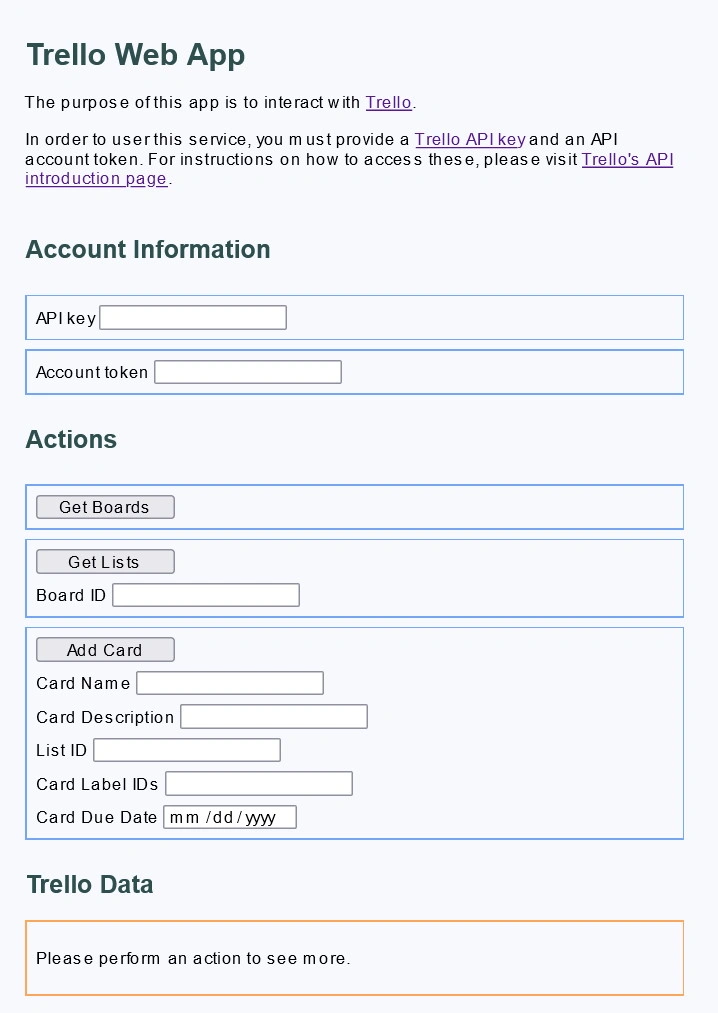 Trello Web App
The purpose of this app is to interact with Trello.
In order to user this service, you must provide a Trello API key and an API
account token. For instructions on how to access these, please visit Trello's API
introduction page.
Account Information
API key
Account token
Actions
Get Boards
Get Lists
Board ID
Add Card
Card Name
Card Description
List ID
Card Label IDs
Card Due Date mm/dd/yyyy
Trello Data
Please perform an action to see more.